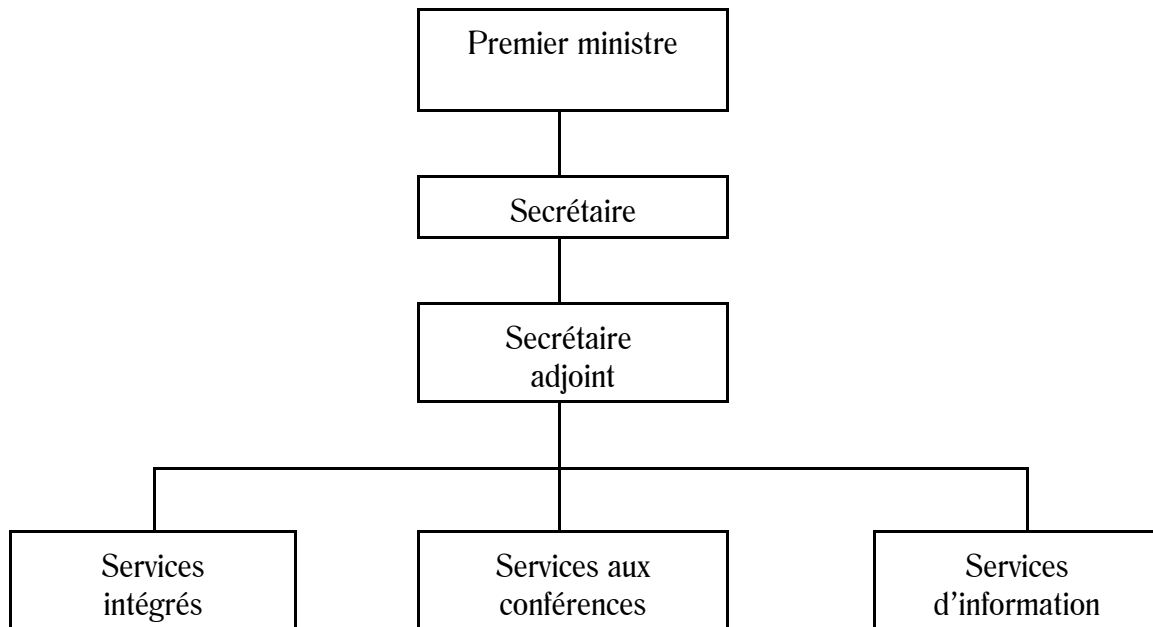 Premier ministre
Secrétaire
Secrétaire
adjoint
Services
intégrés
Services aux
conférences
Services
d'information